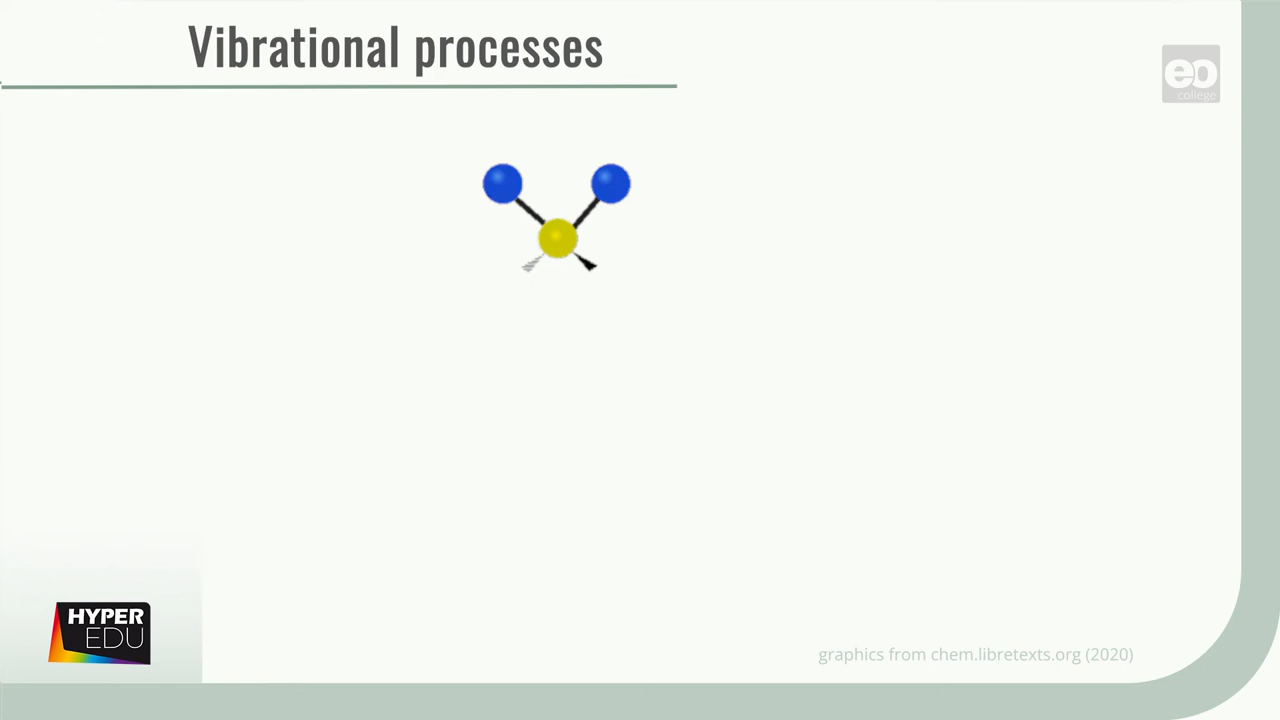 Vibrational processes
eo
college
HYPER
EDU
graphics from chem.libretexts.org (2020)